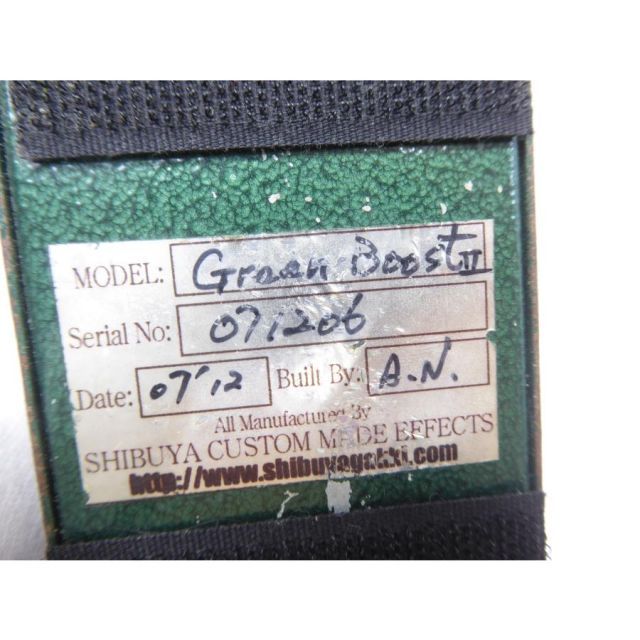 MODEL: Green Boost II
Serial No: 071206
Date: 07'12 Built By: A.N.
All Manufactured By
SHIBUYA CUSTOM MADE EFFECTS
http://www.shibuyagakki.com